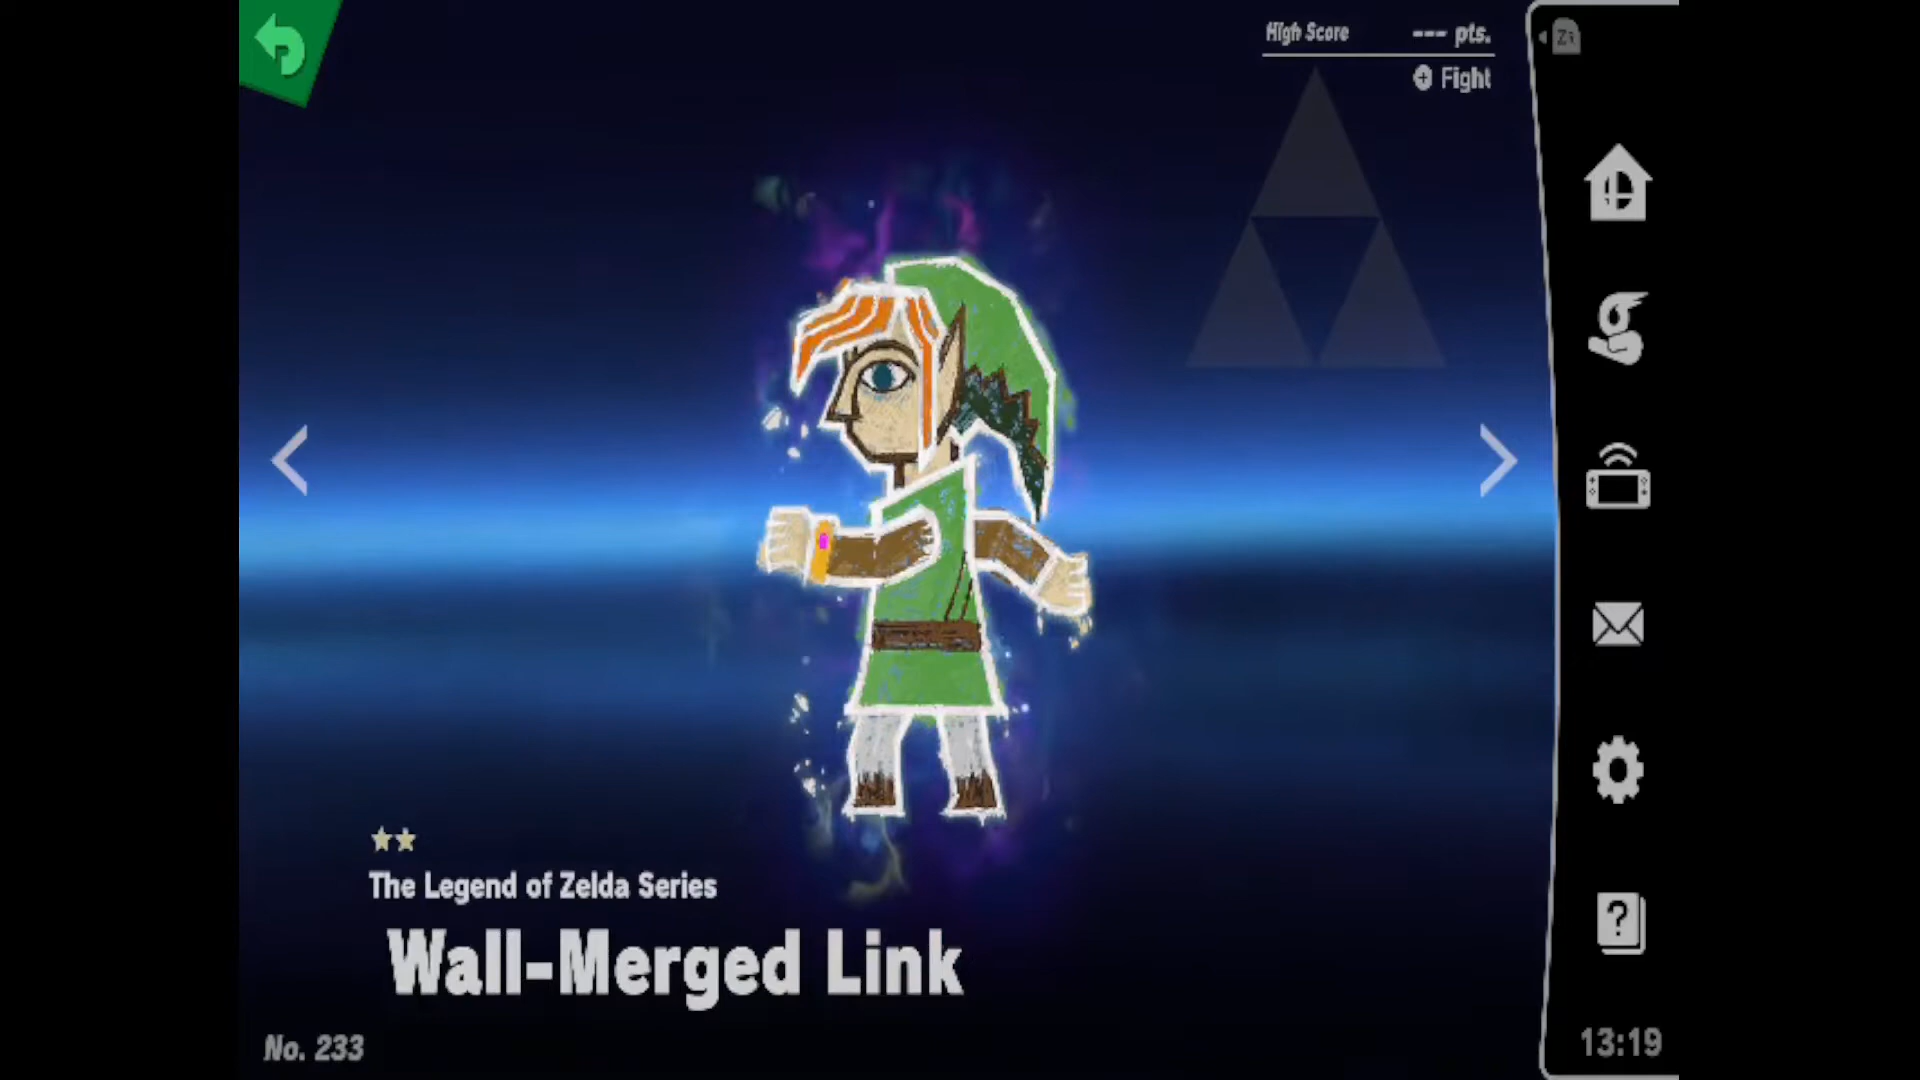 High Score --- pts.
Fight
The Legend of Zelda Series
Wall-Merged Link
No. 233
13:19